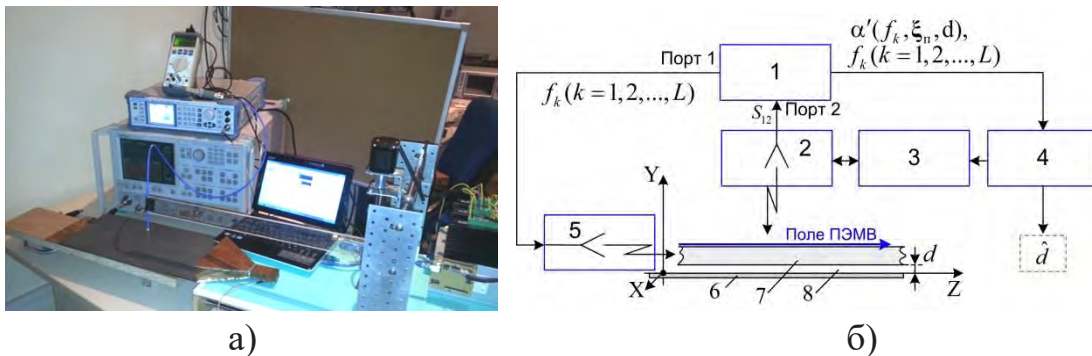 α′(f_k, ξ_п, d),
f_k (k = 1, 2, ..., L)
Порт 1
1
f_k (k = 1, 2, ..., L)
S_12
Порт 2
2
3
4
Y
5
Поле ПЭМВ
d
d̂
X
6
7
8
Z
а)
б)